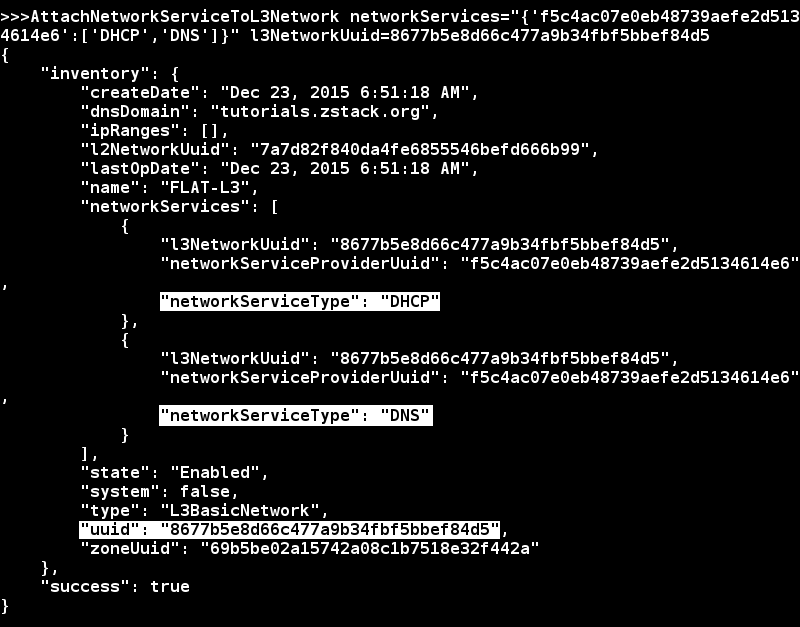 >>>AttachNetworkServiceToL3Network networkServices="{'f5c4ac07e0eb48739aefe2d513
4614e6':['DHCP','DNS']}" l3NetworkUuid=8677b5e8d66c477a9b34fbf5bbef84d5
{
    "inventory": {
        "createDate": "Dec 23, 2015 6:51:18 AM",
        "dnsDomain": "tutorials.zstack.org",
        "ipRanges": [],
        "l2NetworkUuid": "7a7d82f840da4fe6855546befd666b99",
        "lastOpDate": "Dec 23, 2015 6:51:18 AM",
        "name": "FLAT-L3",
        "networkServices": [
            {
                "l3NetworkUuid": "8677b5e8d66c477a9b34fbf5bbef84d5",
                "networkServiceProviderUuid": "f5c4ac07e0eb48739aefe2d5134614e6"
,
                "networkServiceType": "DHCP"
            },
            {
                "l3NetworkUuid": "8677b5e8d66c477a9b34fbf5bbef84d5",
                "networkServiceProviderUuid": "f5c4ac07e0eb48739aefe2d5134614e6"
,
                "networkServiceType": "DNS"
            }
        ],
        "state": "Enabled",
        "system": false,
        "type": "L3BasicNetwork",
        "uuid": "8677b5e8d66c477a9b34fbf5bbef84d5",
        "zoneUuid": "69b5be02a15742a08c1b7518e32f442a"
    },
    "success": true
}